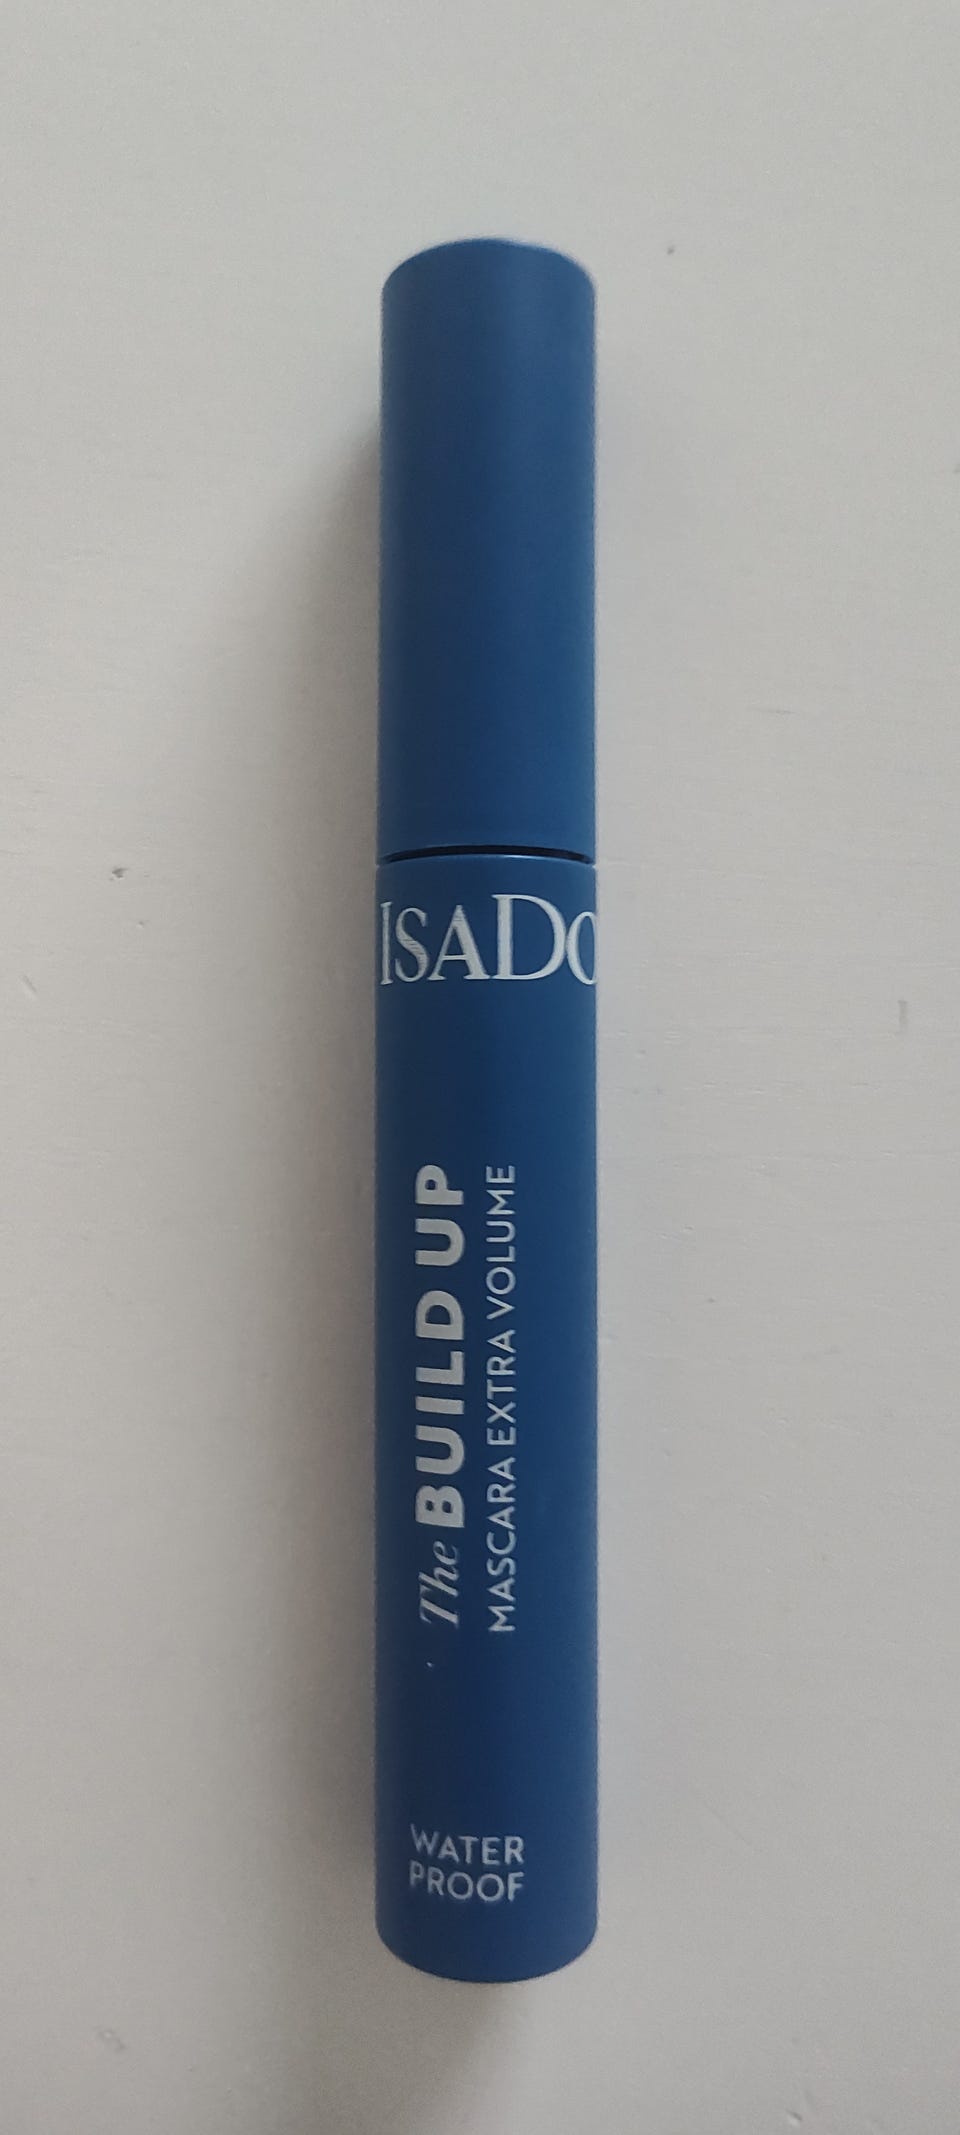 ISADO
The BUILD UP
MASCARA EXTRA VOLUME
WATER
PROOF